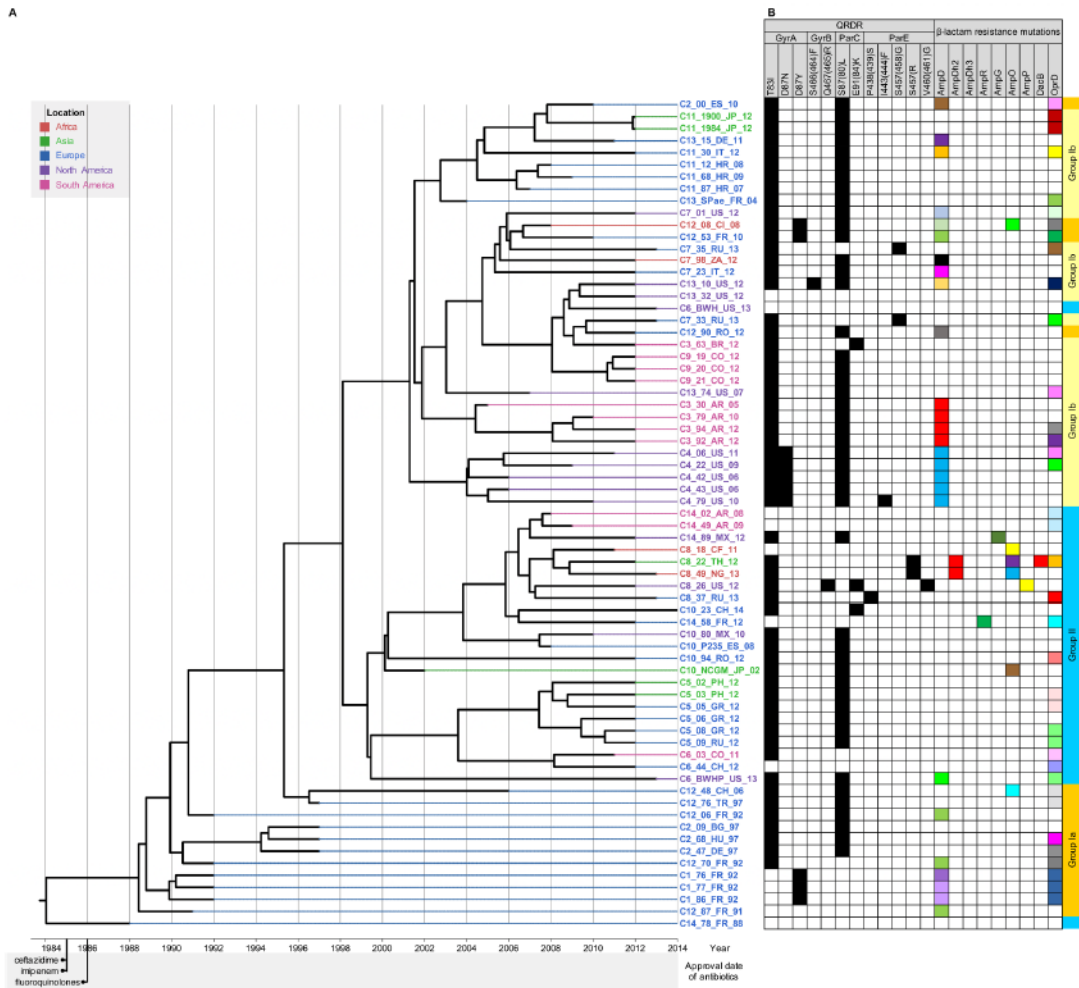 A
B
QRDR
β-lactam resistance mutations
GyrA
GyrB
ParC
ParE
T83I
D87N
D87Y
S466(464)F
Q467(465)R
S87(80)L
E91(84)K
P438(439)S
I443(444)F
S457(458)G
S457(R
V460(461)G
AmpD
AmpDh2
AmpDh3
AmpR
AmpG
AmpO
AmpP
DacB
OprD
Location
Africa
Asia
Europe
North America
South America
C2_00_ES_10
C11_1900_JP_12
C11_1984_JP_12
C13_15_DE_11
C11_30_IT_12
C11_12_HR_08
C11_68_HR_09
C11_87_HR_07
C13_SPae_FR_04
C7_01_US_12
C12_08_CI_08
C12_53_FR_10
C7_35_RU_13
C7_98_ZA_12
C7_23_IT_12
C13_10_US_12
C13_32_US_12
C6_BWH_US_13
C7_33_RU_13
C12_90_RO_12
C3_63_BR_12
C9_19_CO_12
C9_20_CO_12
C9_21_CO_12
C13_74_US_07
C3_30_AR_05
C3_79_AR_10
C3_94_AR_12
C3_92_AR_12
C4_06_US_11
C4_22_US_09
C4_42_US_06
C4_43_US_06
C4_79_US_10
C14_02_AR_08
C14_49_AR_09
C14_89_MX_12
C8_18_CF_11
C8_22_TH_12
C8_49_NG_13
C8_26_US_12
C8_37_RU_13
C10_23_CH_14
C14_58_FR_12
C10_80_MX_10
C10_P235_ES_08
C10_94_RO_12
C10_NCGM_JP_02
C5_02_PH_12
C5_03_PH_12
C5_05_GR_12
C5_06_GR_12
C5_08_GR_12
C5_09_RU_12
C6_03_CO_11
C6_44_CH_12
C6_BWHP_US_13
C12_48_CH_06
C12_76_TR_97
C12_06_FR_92
C2_09_BG_97
C2_68_HU_97
C2_47_DE_97
C12_70_FR_92
C1_76_FR_92
C1_77_FR_92
C1_86_FR_92
C12_87_FR_91
C14_78_FR_88
Group Ib
Group Ib
Group Ib
Group II
Group Ia
1984 1986 1988 1990 1992 1994 1996 1998 2000 2002 2004 2006 2008 2010 2012 2014 Year
ceftazidime
imipenem
fluoroquinolones
Approval date
of antibiotics